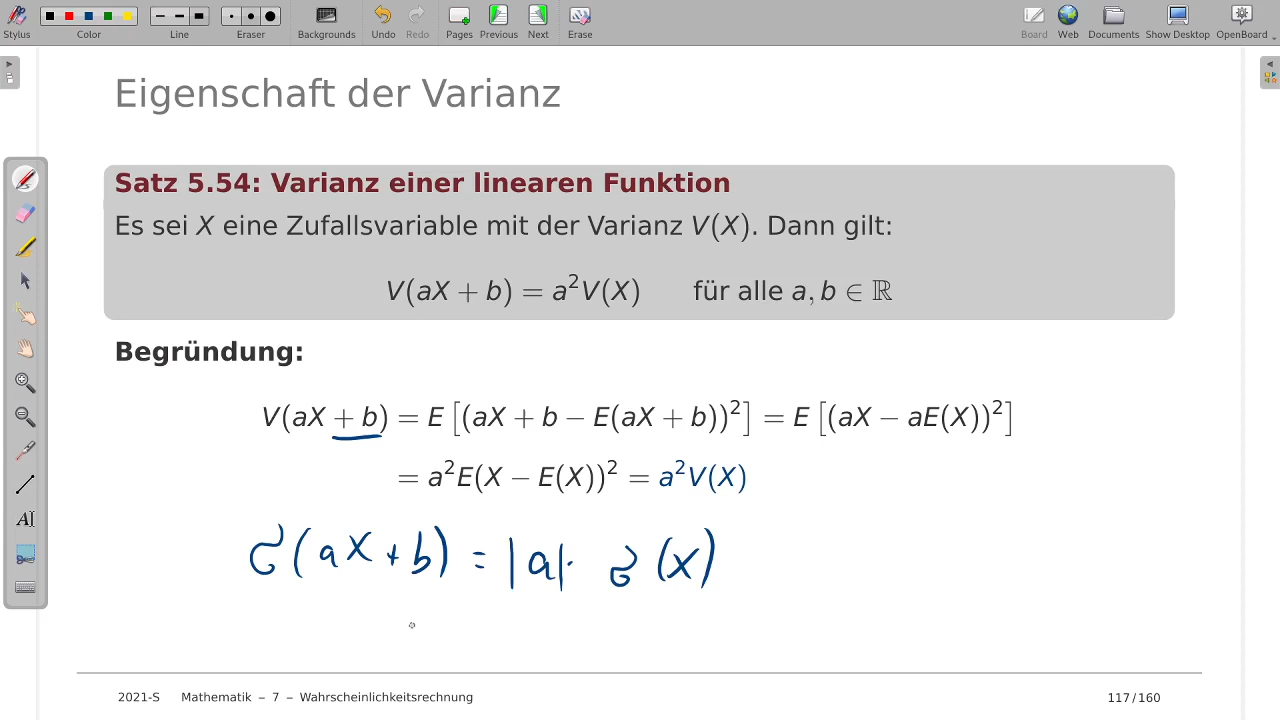 Stylus Color Line Eraser Backgrounds Undo Redo Pages Previous Next Erase Board Web Documents Show Desktop OpenBoard
Eigenschaft der Varianz
Satz 5.54: Varianz einer linearen Funktion
Es sei X eine Zufallsvariable mit der Varianz V(X). Dann gilt:
V(aX + b) = a²V(X) für alle a, b ∈ ℝ
Begründung:
V(aX + b) = E [(aX + b − E(aX + b))²] = E [(aX − aE(X))²]
= a²E(X − E(X))² = a²V(X)
σ(aX+b) = |a|· σ(X)
2021-S Mathematik – 7 – Wahrscheinlichkeitsrechnung 117/160